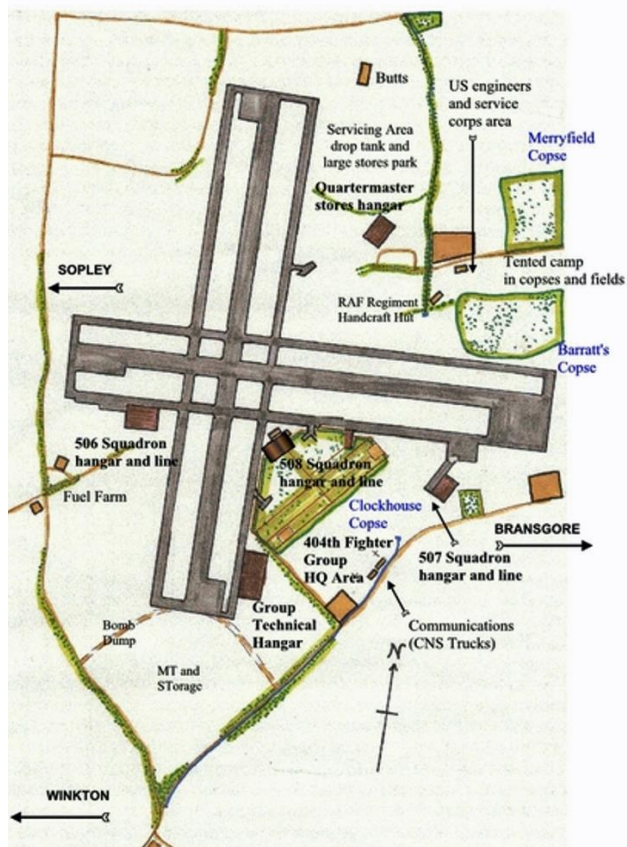 Butts
US engineers
and service
corps area
Servicing Area
drop tank and
large stores park
Merryfield
Copse
Quartermaster
stores hangar
SOPLEY
Tented camp
in copses and fields
RAF Regiment
Handcraft Hut
Barratt's
Copse
506 Squadron
hangar and line
508 Squadron
hangar and line
Fuel Farm
Clockhouse
Copse
BRANSGORE
404th Fighter
Group
HQ Area
507 Squadron
hangar and line
Group
Technical
Hangar
Communications
(CNS Trucks)
Bomb
Dump
N
MT and
STorage
WINKTON